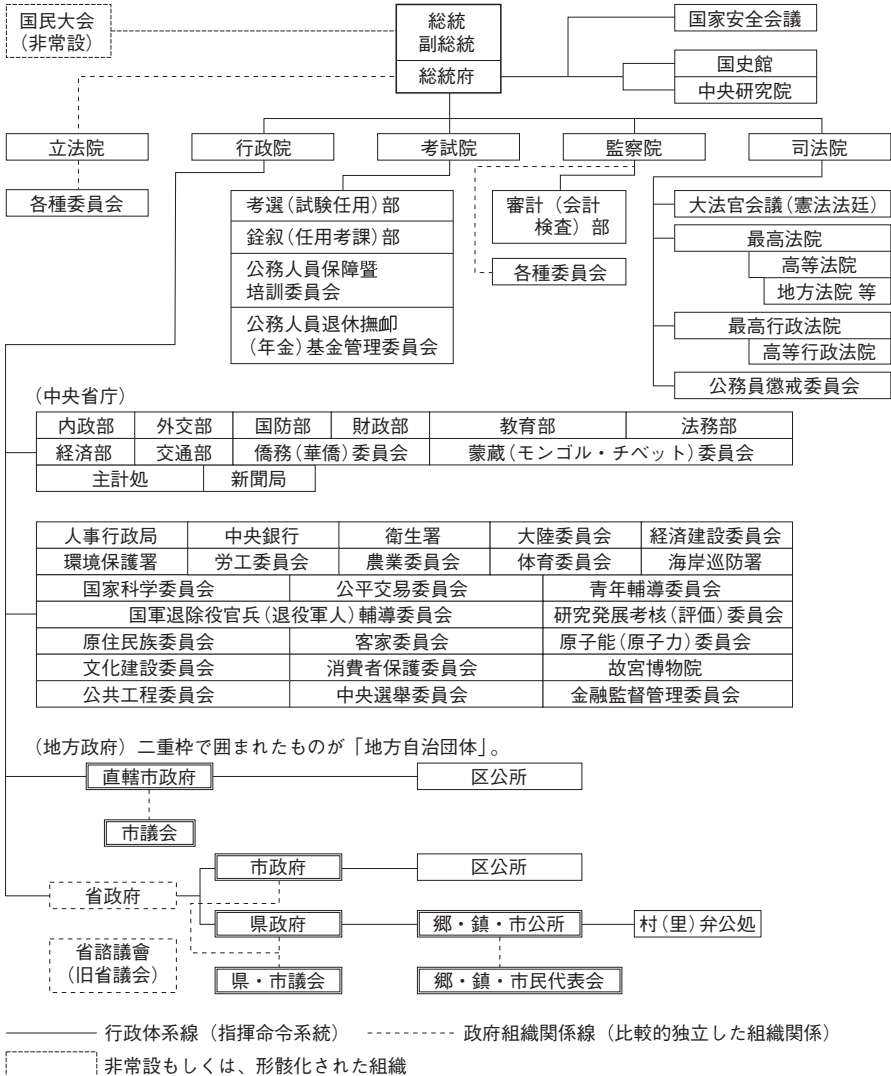 国民大会
（非常設）
総統
副総統
総統府
国家安全会議
国史館
中央研究院
立法院
行政院
考試院
監察院
司法院
各種委員会
考選（試験任用）部
銓叙（任用考課）部
公務人員保障暨
培訓委員会
公務人員退休撫卹
（年金）基金管理委員会
審計（会計
検査）部
各種委員会
大法官会議（憲法法廷）
最高法院
高等法院
地方法院 等
最高行政法院
高等行政法院
公務員懲戒委員会
（中央省庁）
内政部 外交部 国防部 財政部 教育部 法務部
経済部 交通部 僑務（華僑）委員会 蒙蔵（モンゴル・チベット）委員会
主計処 新聞局
人事行政局 中央銀行 衛生署 大陸委員会 経済建設委員会
環境保護署 労工委員会 農業委員会 体育委員会 海岸巡防署
国家科学委員会 公平交易委員会 青年輔導委員会
国軍退除役官兵（退役軍人）輔導委員会 研究発展考核（評価）委員会
原住民族委員会 客家委員会 原子能（原子力）委員会
文化建設委員会 消費者保護委員会 故宮博物院
公共工程委員会 中央選挙委員会 金融監督管理委員会
（地方政府）二重枠で囲まれたものが「地方自治団体」。
直轄市政府 区公所
市議会
市政府 区公所
省政府
県政府 郷・鎮・市公所 村（里）弁公処
省諮議會
（旧省議会）
県・市議会 郷・鎮・市民代表会
行政体系線（指揮命令系統） 政府組織関係線（比較的独立した組織関係）
非常設もしくは、形骸化された組織